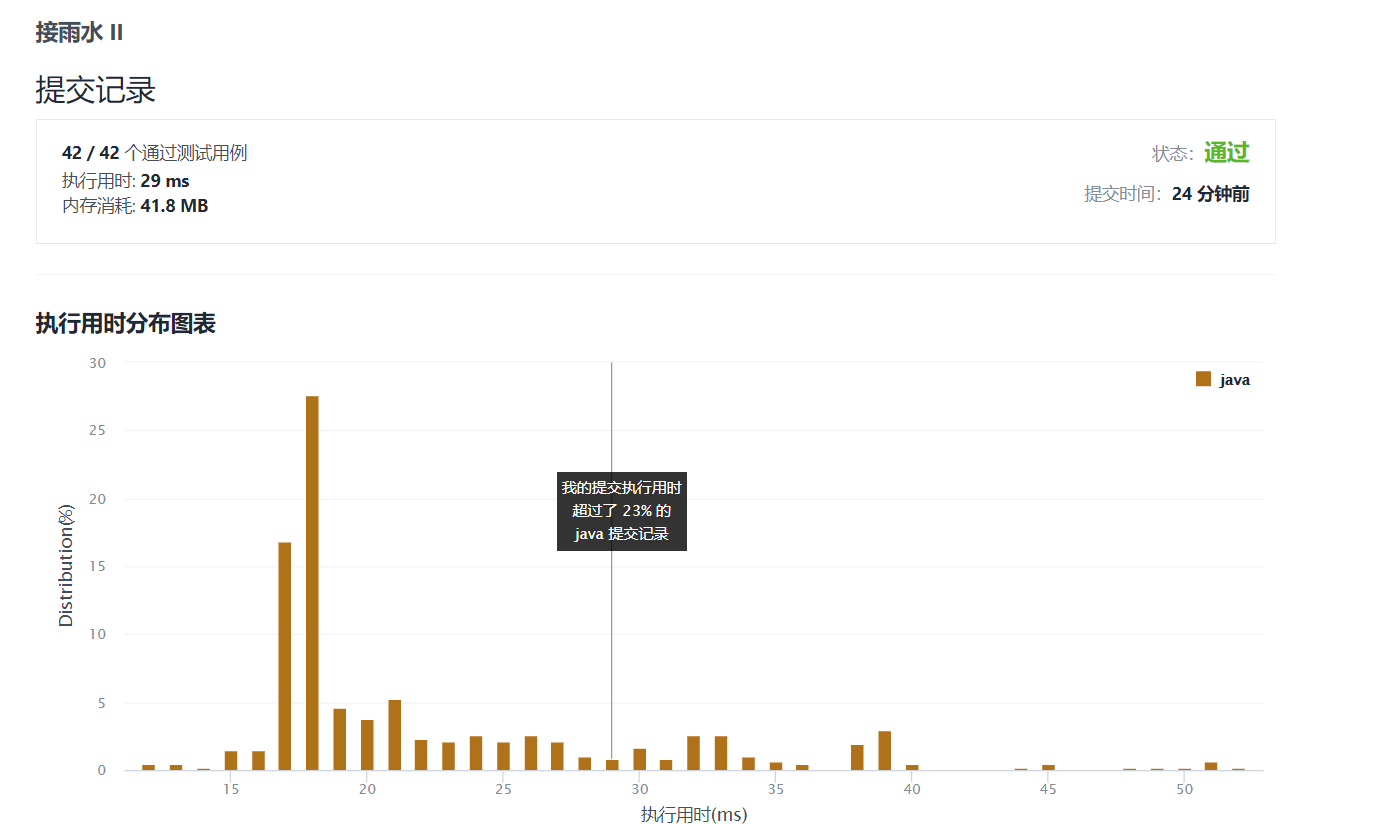 接雨水 II
提交记录
42 / 42 个通过测试用例
状态：通过
执行用时: 29 ms
提交时间：24 分钟前
内存消耗: 41.8 MB
执行用时分布图表
30
25
20
15
10
5
0
Distribution(%)
java
我的提交执行用时
超过了 23% 的
java 提交记录
15 20 25 30 35 40 45 50
执行用时(ms)